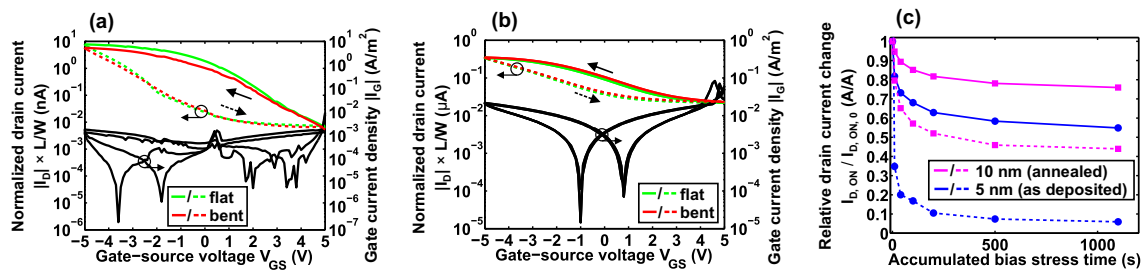 (a)
Normalized drain current
|I_D| × L/W (nA)
10^1
10^0
10^-1
10^-2
10^-3
10^-4
10^-5
10^-6
-/-- flat
-/-- bent
−5 −4 −3 −2 −1 0 1 2 3 4 5
Gate−source voltage V_GS (V)
10^2
10^1
10^0
10^-1
10^-2
10^-3
10^-4
10^-5
10^-6
10^-7
Gate current density |I_G| (A/m^2)
(b)
Normalized drain current
|I_D| × L/W (µA)
10^0
10^-1
10^-2
10^-3
10^-4
10^-5
-/-- flat
-/-- bent
−5 −4 −3 −2 −1 0 1 2 3 4 5
Gate−source voltage V_GS (V)
10^0
10^-1
10^-2
10^-3
10^-4
10^-5
Gate current density |I_G| (A/m^2)
(c)
Relative drain current change
I_D, ON / I_D, ON, 0 (A/A)
1
0.9
0.8
0.7
0.6
0.5
0.4
0.3
0.2
0.1
0
-/-- 10 nm (annealed)
-/-- 5 nm (as deposited)
0 500 1000
Accumulated bias stress time (s)